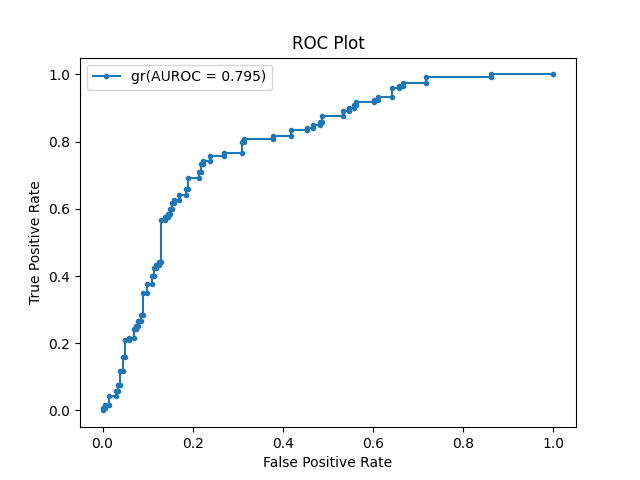 ROC Plot
gr(AUROC = 0.795)
True Positive Rate
1.0
0.8
0.6
0.4
0.2
0.0
0.0 0.2 0.4 0.6 0.8 1.0
False Positive Rate